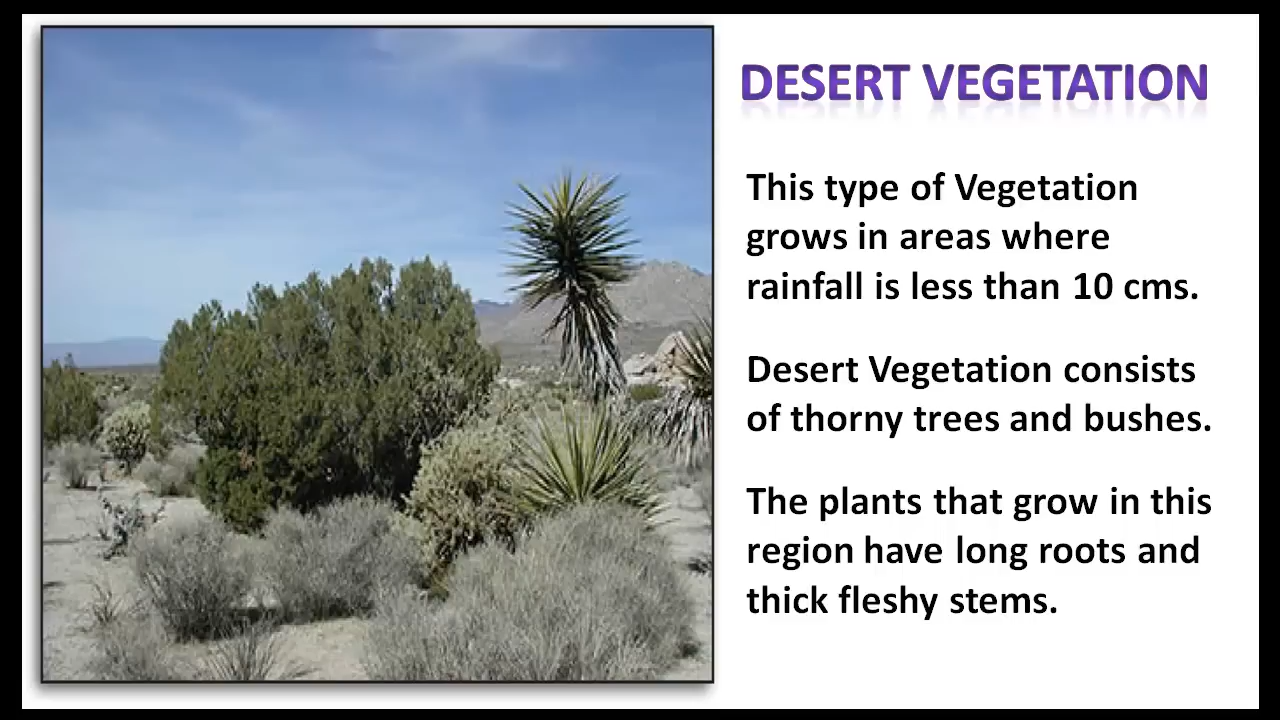 DESERT VEGETATION
This type of Vegetation
grows in areas where
rainfall is less than 10 cms.
Desert Vegetation consists
of thorny trees and bushes.
The plants that grow in this
region have long roots and
thick fleshy stems.